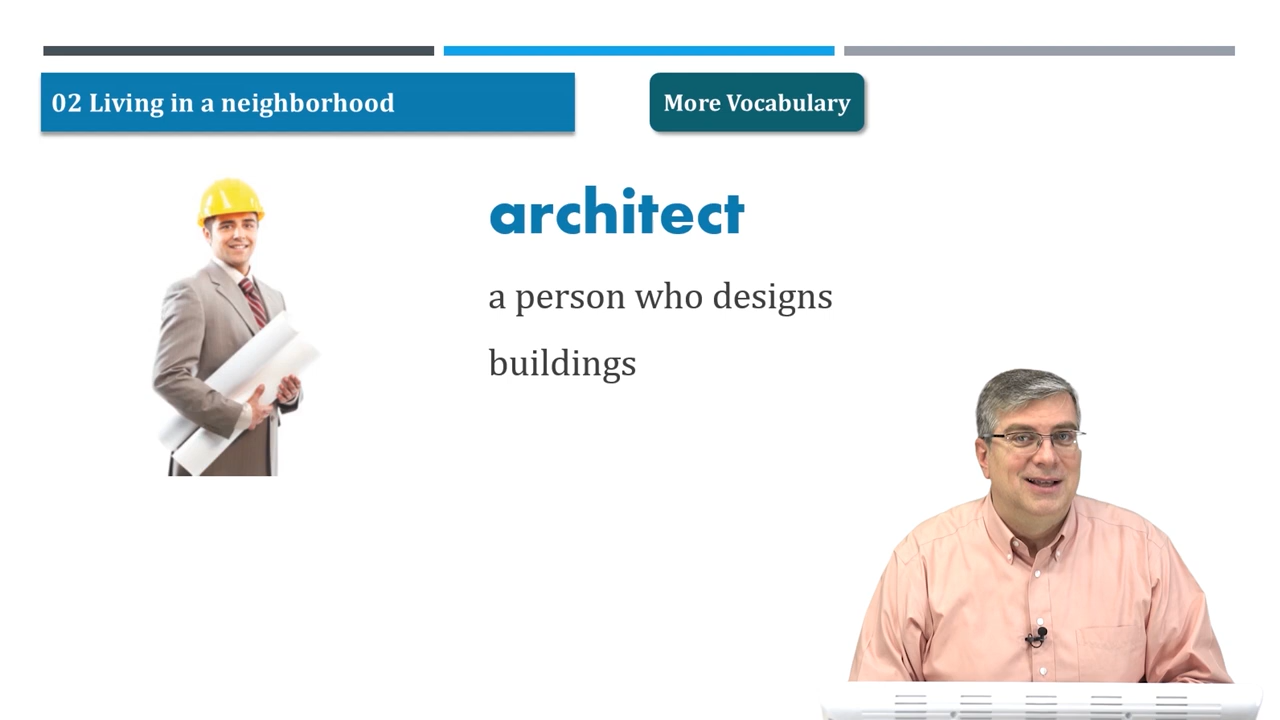 02 Living in a neighborhood
More Vocabulary
architect
a person who designs
buildings